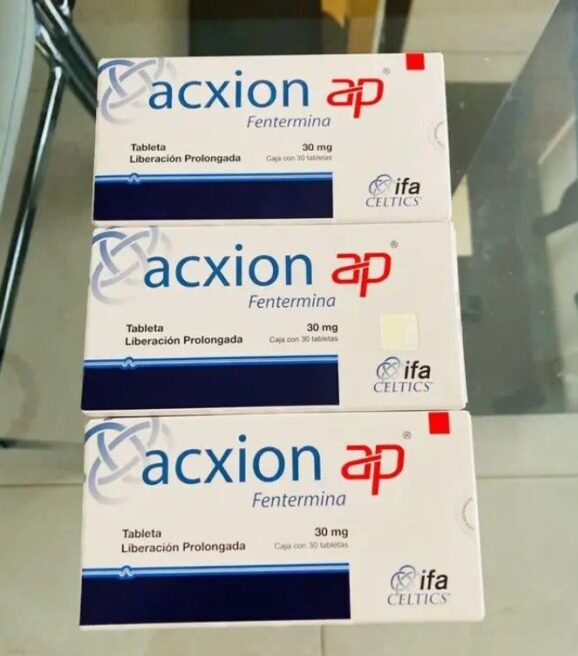 acxion ap®
Fentermina
Tableta 30 mg
Liberación Prolongada Caja con 30 tabletas
ifa
CELTICS®
acxion ap®
Fentermina
Tableta 30 mg
Liberación Prolongada Caja con 30 tabletas
ifa
CELTICS®
acxion ap®
Fentermina
Tableta 30 mg
Liberación Prolongada Caja con 30 tabletas
ifa
CELTICS®